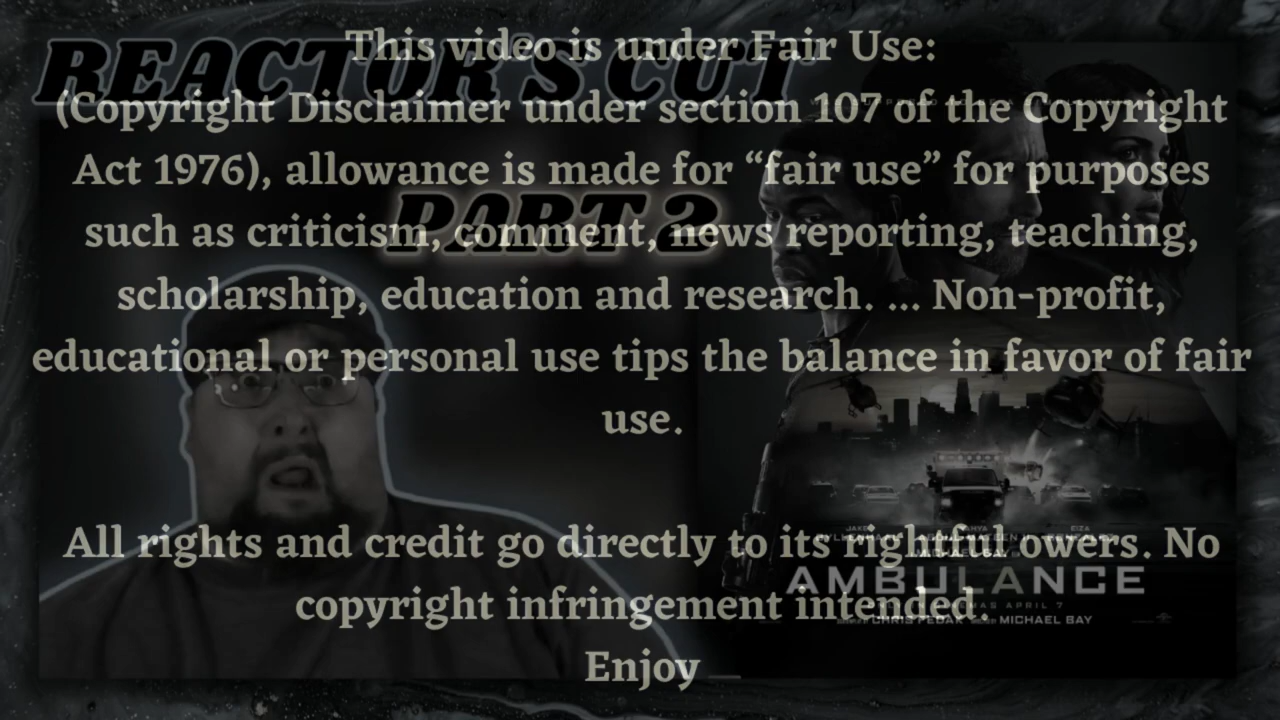 REACTOR'S CUT
This video is under Fair Use:
(Copyright Disclaimer under section 107 of the Copyright
Act 1976), allowance is made for “fair use” for purposes
PART 2
such as criticism, comment, news reporting, teaching,
scholarship, education and research. ... Non-profit,
educational or personal use tips the balance in favor of fair
use.
All rights and credit go directly to its rightful owers. No
MICHAEL BAY
AMBULANCE
copyright infringement intended.
CINEMAS APRIL 7
CHRIS FEDAK MICHAEL BAY
Enjoy